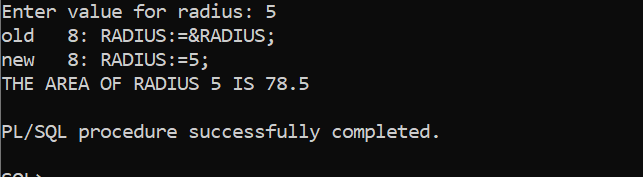 Enter value for radius: 5
old   8: RADIUS:=&RADIUS;
new   8: RADIUS:=5;
THE AREA OF RADIUS 5 IS 78.5
PL/SQL procedure successfully completed.
SQL>